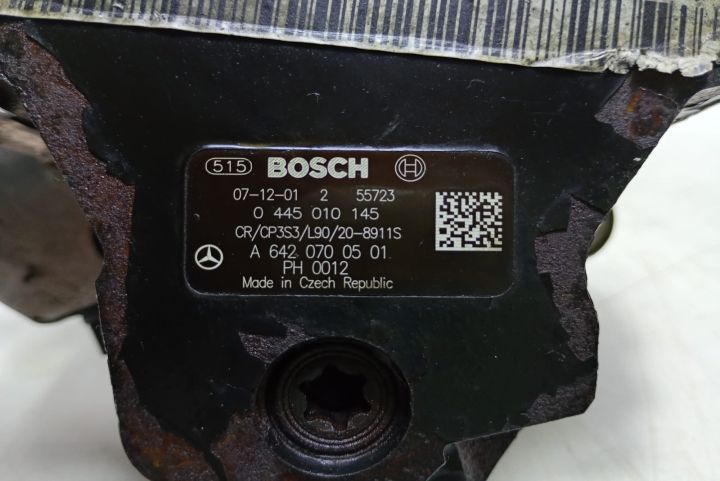 515 BOSCH
07-12-01 2 55723
0 445 010 145
CR/CP3S3/L90/20-8911S
A 642 070 05 01
PH 0012
Made in Czech Republic